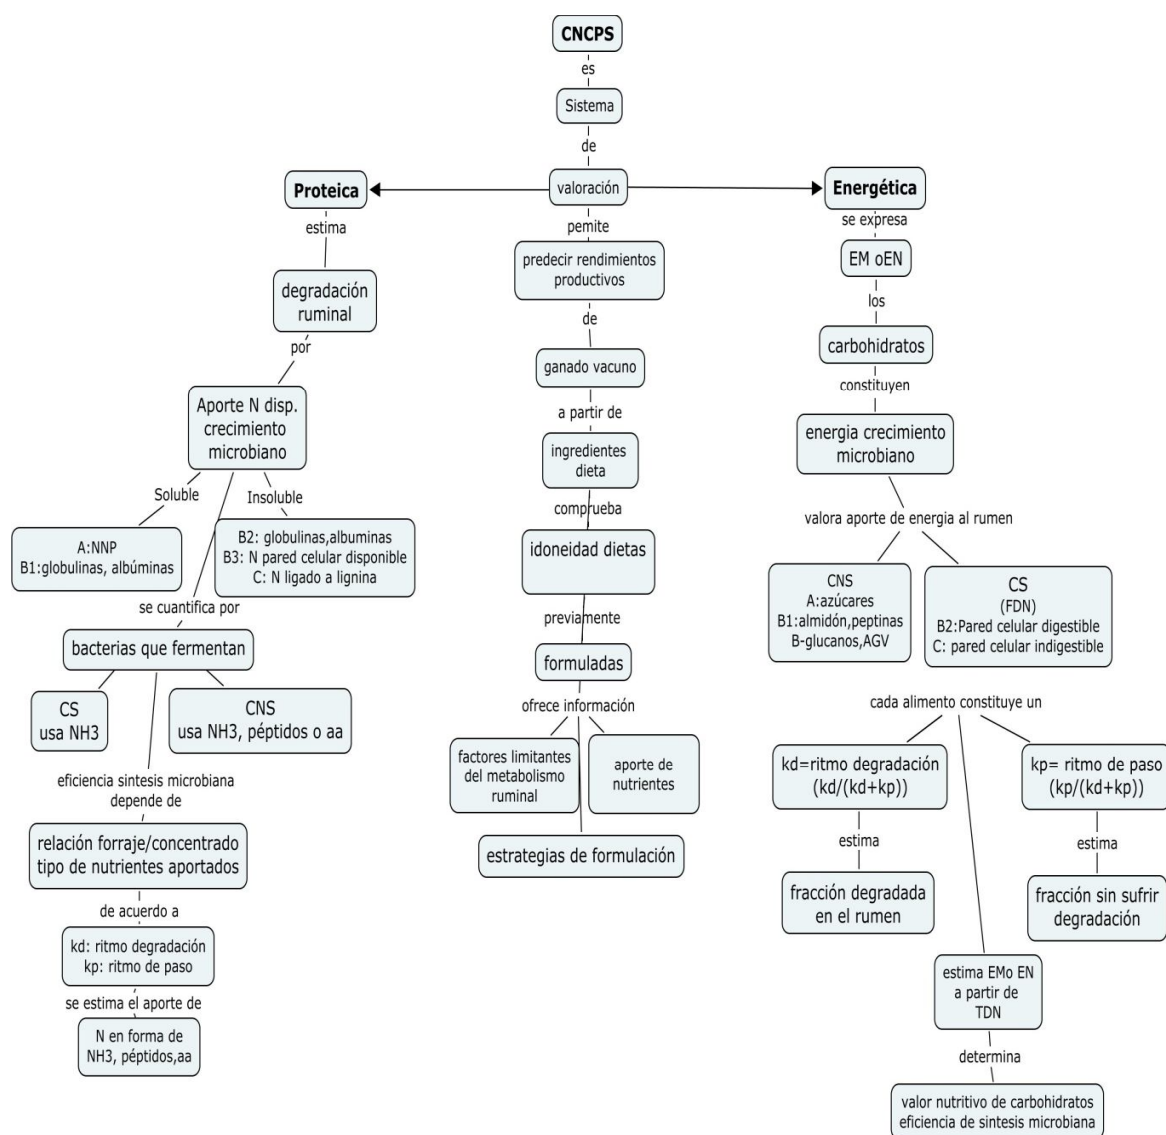 CNCPS
es
Sistema
de
valoración
Proteica
estima
degradación
ruminal
por
Aporte N disp.
crecimiento
microbiano
Soluble
Insoluble
A:NNP
B1:globulinas, albúminas
B2: globulinas,albuminas
B3: N pared celular disponible
C: N ligado a lignina
se cuantifica por
bacterias que fermentan
CS
usa NH3
CNS
usa NH3, péptidos o aa
eficiencia sintesis microbiana
depende de
relación forraje/concentrado
tipo de nutrientes aportados
de acuerdo a
kd: ritmo degradación
kp: ritmo de paso
se estima el aporte de
N en forma de
NH3, péptidos,aa
pemite
predecir rendimientos
productivos
de
ganado vacuno
a partir de
ingredientes
dieta
comprueba
idoneidad dietas
previamente
formuladas
ofrece información
factores limitantes
del metabolismo
ruminal
aporte de
nutrientes
estrategias de formulación
Energética
se expresa
EM oEN
los
carbohidratos
constituyen
energia crecimiento
microbiano
valora aporte de energia al rumen
CNS
A:azúcares
B1:almidón,peptinas
B-glucanos,AGV
CS
(FDN)
B2:Pared celular digestible
C: pared celular indigestible
cada alimento constituye un
kd=ritmo degradación
(kd/(kd+kp))
estima
fracción degradada
en el rumen
kp= ritmo de paso
(kp/(kd+kp))
estima
fracción sin sufrir
degradación
estima EMo EN
a partir de
TDN
determina
valor nutritivo de carbohidratos
eficiencia de sintesis microbiana